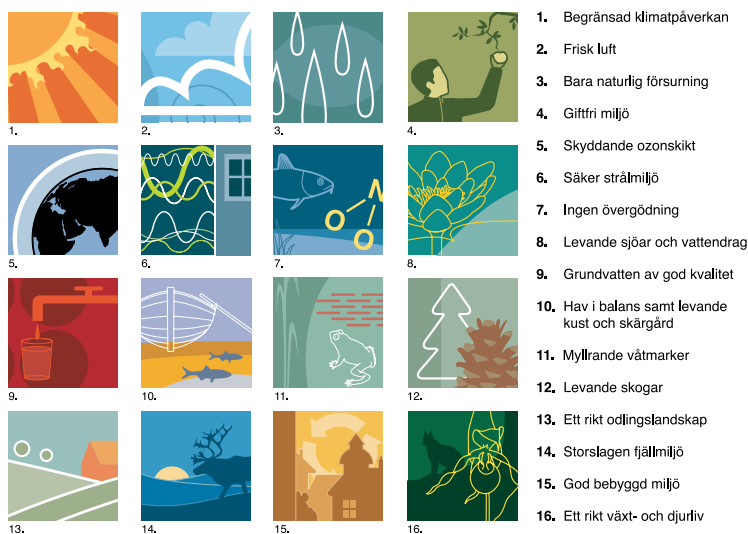 1.
2.
3.
4.
5.
6.
7.
8.
O
N
O
9.
10.
11.
12.
13.
14.
15.
16.
1. Begränsad klimatpåverkan
2. Frisk luft
3. Bara naturlig försurning
4. Giftfri miljö
5. Skyddande ozonskikt
6. Säker strålmiljö
7. Ingen övergödning
8. Levande sjöar och vattendrag
9. Grundvatten av god kvalitet
10. Hav i balans samt levande
kust och skärgård
11. Myllrande våtmarker
12. Levande skogar
13. Ett rikt odlingslandskap
14. Storslagen fjällmiljö
15. God bebyggd miljö
16. Ett rikt växt- och djurliv